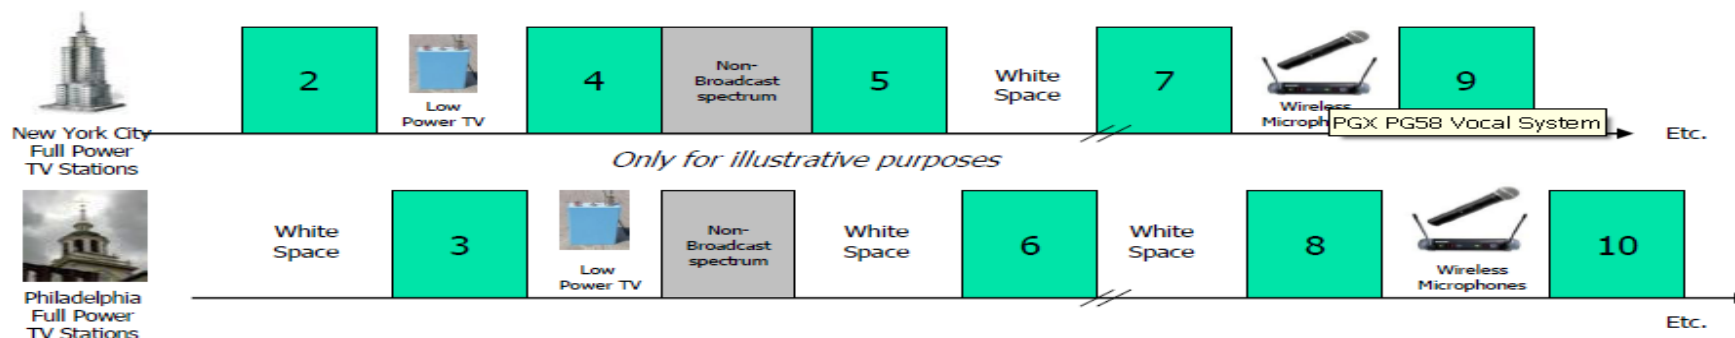 2
4
Non-
Broadcast
spectrum
5
White
Space
7
9
Low
Power TV
Wireless
Microph
PGX PG58 Vocal System
New York City
Full Power
TV Stations
Etc.
Only for illustrative purposes
White
Space
3
Low
Power TV
Non-
Broadcast
spectrum
White
Space
6
White
Space
8
Wireless
Microphones
10
Philadelphia
Full Power
TV Stations
Etc.